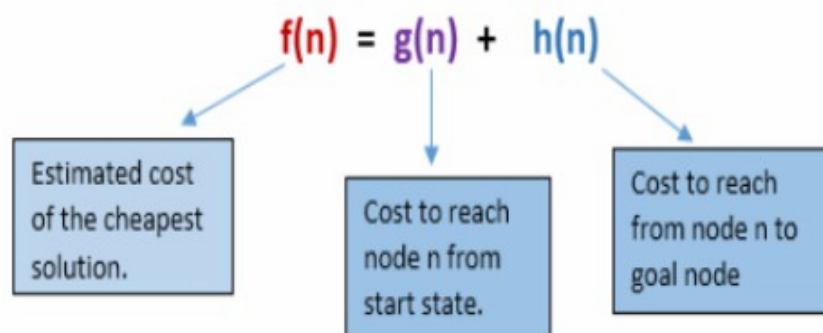 f(n) = g(n) + h(n)
Estimated cost
of the cheapest
solution.
Cost to reach
node n from
start state.
Cost to reach
from node n to
goal node